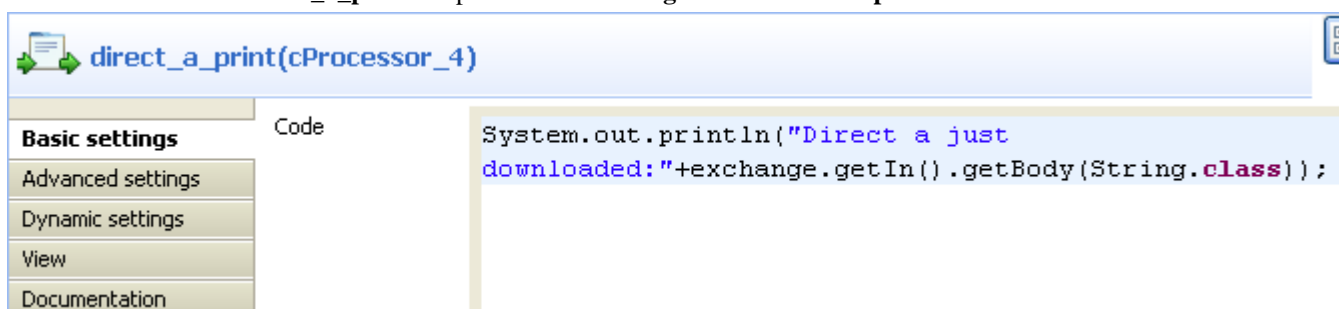 direct_a_print(cProcessor_4)
Basic settings
Code
System.out.println("Direct a just
downloaded:"+exchange.getIn().getBody(String.class));
Advanced settings
Dynamic settings
View
Documentation